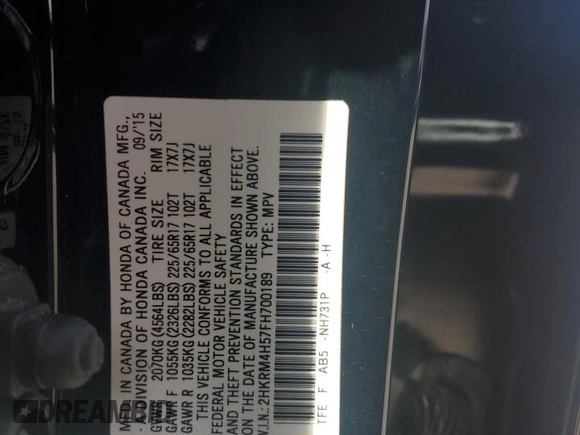 MFD. IN CANADA BY HONDA OF CANADA MFG.,
A DIVISION OF HONDA CANADA INC. 09/'15
GVWR 2070KG (4564LBS) TIRE SIZE RIM SIZE
GAWR F 1055KG (2326LBS) 225/65R17 102T 17X7J
GAWR R 1035KG (2282LBS) 225/65R17 102T 17X7J
THIS VEHICLE CONFORMS TO ALL APPLICABLE
FEDERAL MOTOR VEHICLE SAFETY
AND THEFT PREVENTION STANDARDS IN EFFECT
ON THE DATE OF MANUFACTURE SHOWN ABOVE.
V.I.N.:2HKRM4H57FH700189 TYPE: MPV
TFE F AB5 -NH731P -A -H
EASTERNS
AUTOMOTIVE GROUP